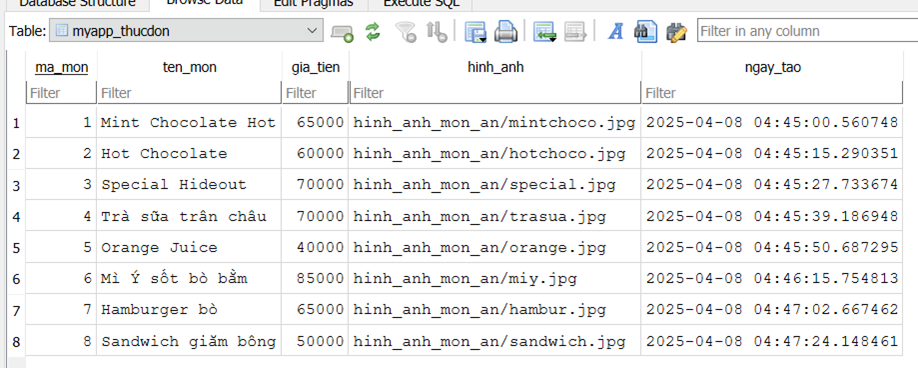 Database Structure Browse Data Edit Pragmas Execute SQL
Table: myapp_thucdon Filter in any column
ma_mon ten_mon gia_tien hinh_anh ngay_tao
Filter Filter Filter Filter Filter
1 1 Mint Chocolate Hot 65000 hinh_anh_mon_an/mintchoco.jpg 2025-04-08 04:45:00.560748
2 2 Hot Chocolate 60000 hinh_anh_mon_an/hotchoco.jpg 2025-04-08 04:45:15.290351
3 3 Special Hideout 70000 hinh_anh_mon_an/special.jpg 2025-04-08 04:45:27.733674
4 4 Trà sữa trân châu 70000 hinh_anh_mon_an/trasua.jpg 2025-04-08 04:45:39.186948
5 5 Orange Juice 40000 hinh_anh_mon_an/orange.jpg 2025-04-08 04:45:50.687295
6 6 Mì Ý sốt bò bằm 85000 hinh_anh_mon_an/miy.jpg 2025-04-08 04:46:15.754813
7 7 Hamburger bò 65000 hinh_anh_mon_an/hambur.jpg 2025-04-08 04:47:02.667462
8 8 Sandwich giăm bông 50000 hinh_anh_mon_an/sandwich.jpg 2025-04-08 04:47:24.148461